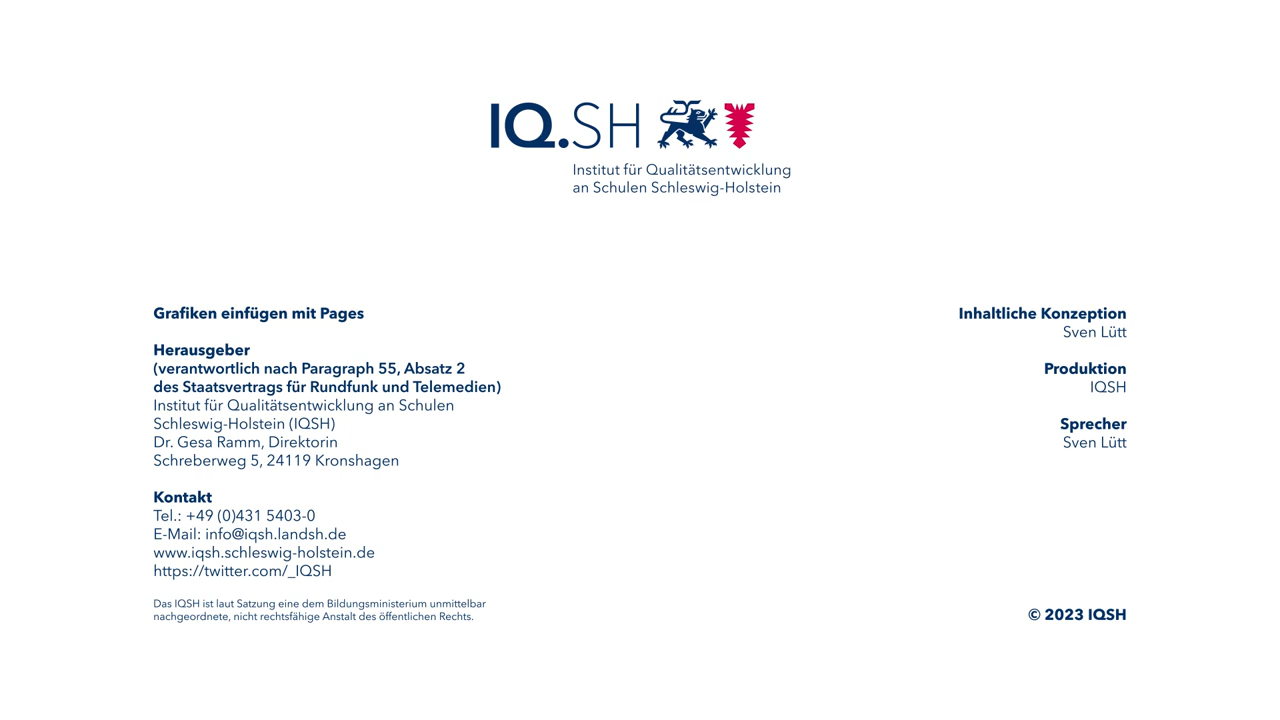 IQ.SH
Institut für Qualitätsentwicklung
an Schulen Schleswig-Holstein
Grafiken einfügen mit Pages
Herausgeber
(verantwortlich nach Paragraph 55, Absatz 2
des Staatsvertrags für Rundfunk und Telemedien)
Institut für Qualitätsentwicklung an Schulen
Schleswig-Holstein (IQSH)
Dr. Gesa Ramm, Direktorin
Schreberweg 5, 24119 Kronshagen
Kontakt
Tel.: +49 (0)431 5403-0
E-Mail: info@iqsh.landsh.de
www.iqsh.schleswig-holstein.de
https://twitter.com/_IQSH
Das IQSH ist laut Satzung eine dem Bildungsministerium unmittelbar
nachgeordnete, nicht rechtsfähige Anstalt des öffentlichen Rechts.
Inhaltliche Konzeption
Sven Lütt
Produktion
IQSH
Sprecher
Sven Lütt
© 2023 IQSH